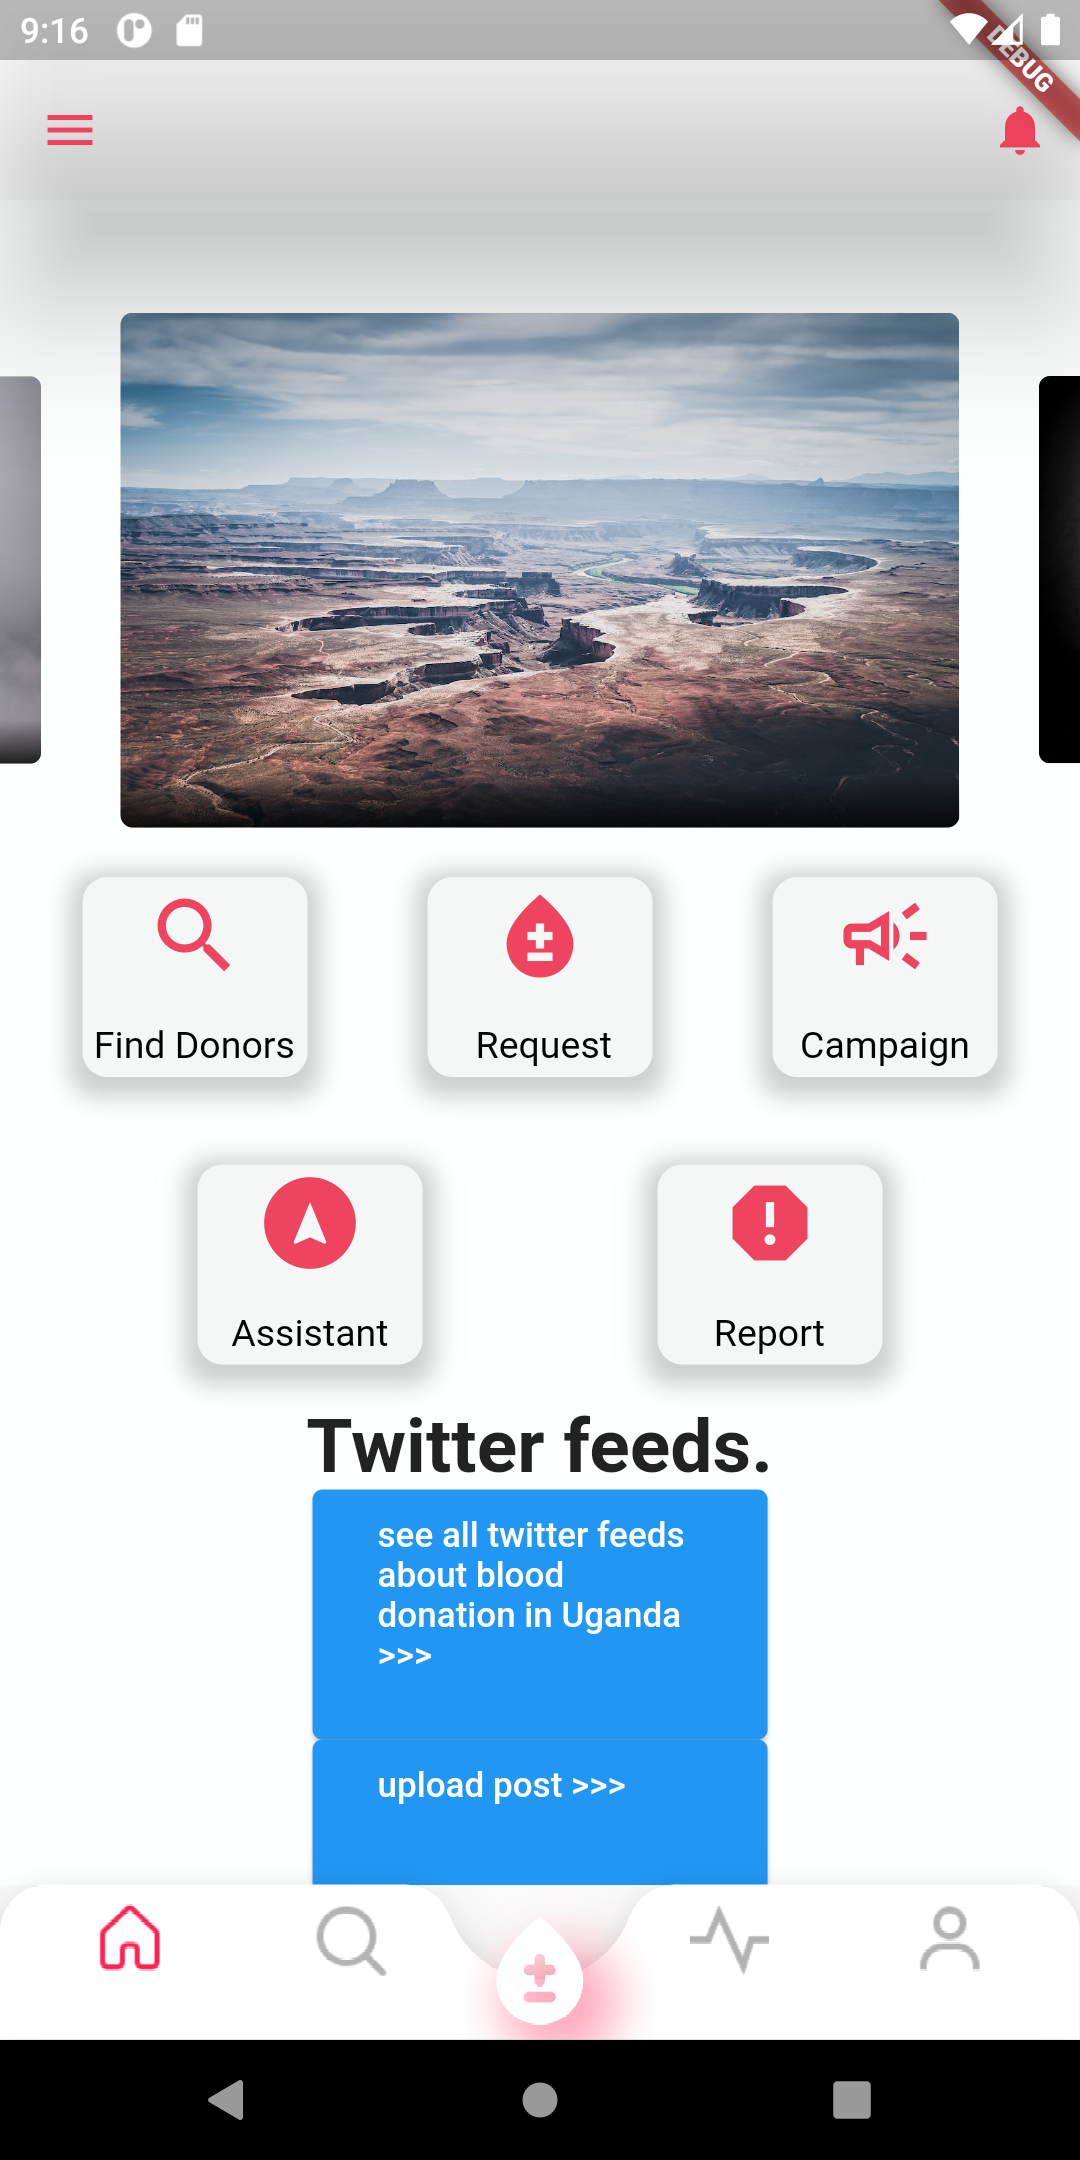 9:16
DEBUG
Find Donors
Request
Campaign
Assistant
Report
Twitter feeds.
see all twitter feeds
about blood
donation in Uganda
>>>
upload post >>>